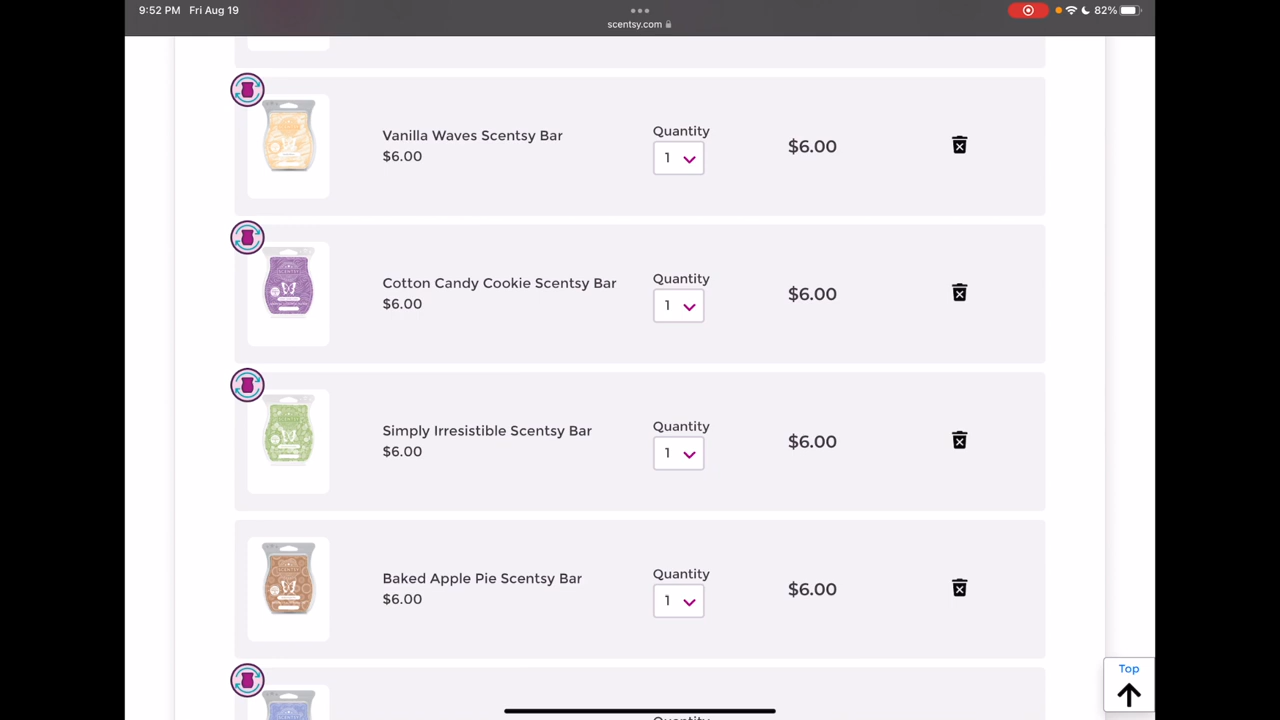 9:52 PM Fri Aug 19
82%
scentsy.com
Vanilla Waves Scentsy Bar
$6.00
Quantity
1
$6.00
Cotton Candy Cookie Scentsy Bar
$6.00
Quantity
1
$6.00
Simply Irresistible Scentsy Bar
$6.00
Quantity
1
$6.00
Baked Apple Pie Scentsy Bar
$6.00
Quantity
1
$6.00
Top